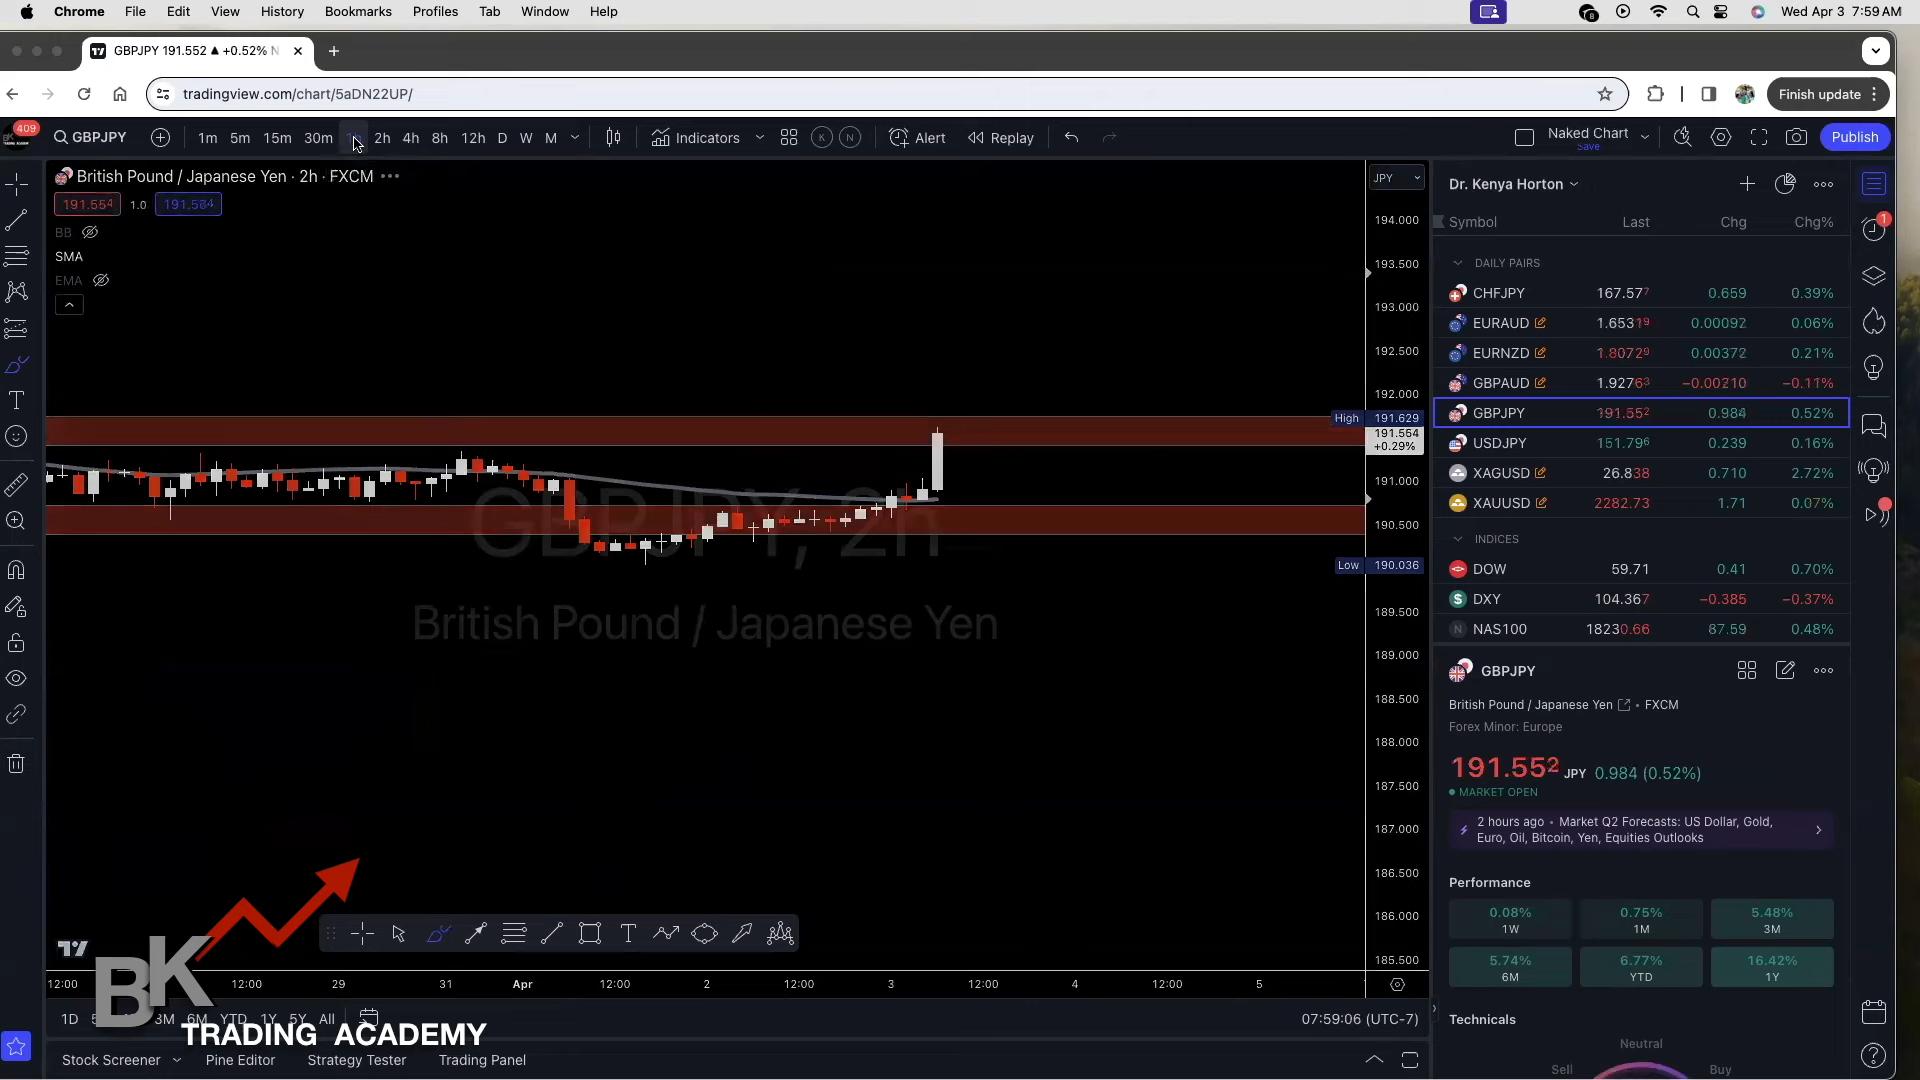 Chrome File Edit View History Bookmarks Profiles Tab Window Help
Wed Apr 3 7:59 AM
GBPJPY 191.552 ▲ +0.52%
tradingview.com/chart/5aDN22UP/
Finish update
409
GBPJPY 1m 5m 15m 30m 2h 4h 8h 12h D W M Indicators K N Alert Replay
Naked Chart
Save
Publish
British Pound / Japanese Yen · 2h · FXCM
191.554 1.0 191.584
BB
SMA
EMA
JPY
194.000
193.500
193.000
192.500
192.000
High 191.629
191.554
+0.29%
191.000
190.500
Low 190.036
189.500
189.000
188.500
188.000
187.500
187.000
186.500
186.000
185.500
GBPJPY, 2h
British Pound / Japanese Yen
12:00 12:00 29 31 Apr 12:00 2 12:00 3 12:00 4 12:00 5
BK
TRADING ACADEMY
1D 3M 6M YTD 1Y 5Y All
07:59:06 (UTC-7)
Stock Screener Pine Editor Strategy Tester Trading Panel
Dr. Kenya Horton
Symbol Last Chg Chg%
DAILY PAIRS
CHFJPY 167.577 0.659 0.39%
EURAUD 1.65319 0.00092 0.06%
EURNZD 1.80729 0.00372 0.21%
GBPAUD 1.92763 −0.00210 −0.11%
GBPJPY 191.552 0.984 0.52%
USDJPY 151.796 0.239 0.16%
XAGUSD 26.838 0.710 2.72%
XAUUSD 2282.73 1.71 0.07%
INDICES
DOW 59.71 0.41 0.70%
DXY 104.367 −0.385 −0.37%
NAS100 18230.66 87.59 0.48%
GBPJPY
British Pound / Japanese Yen • FXCM
Forex Minor: Europe
191.552 JPY 0.984 (0.52%)
MARKET OPEN
2 hours ago • Market Q2 Forecasts: US Dollar, Gold,
Euro, Oil, Bitcoin, Yen, Equities Outlooks
Performance
0.08% 0.75% 5.48%
1W 1M 3M
5.74% 6.77% 16.42%
6M YTD 1Y
Technicals
Neutral
Sell Buy
1